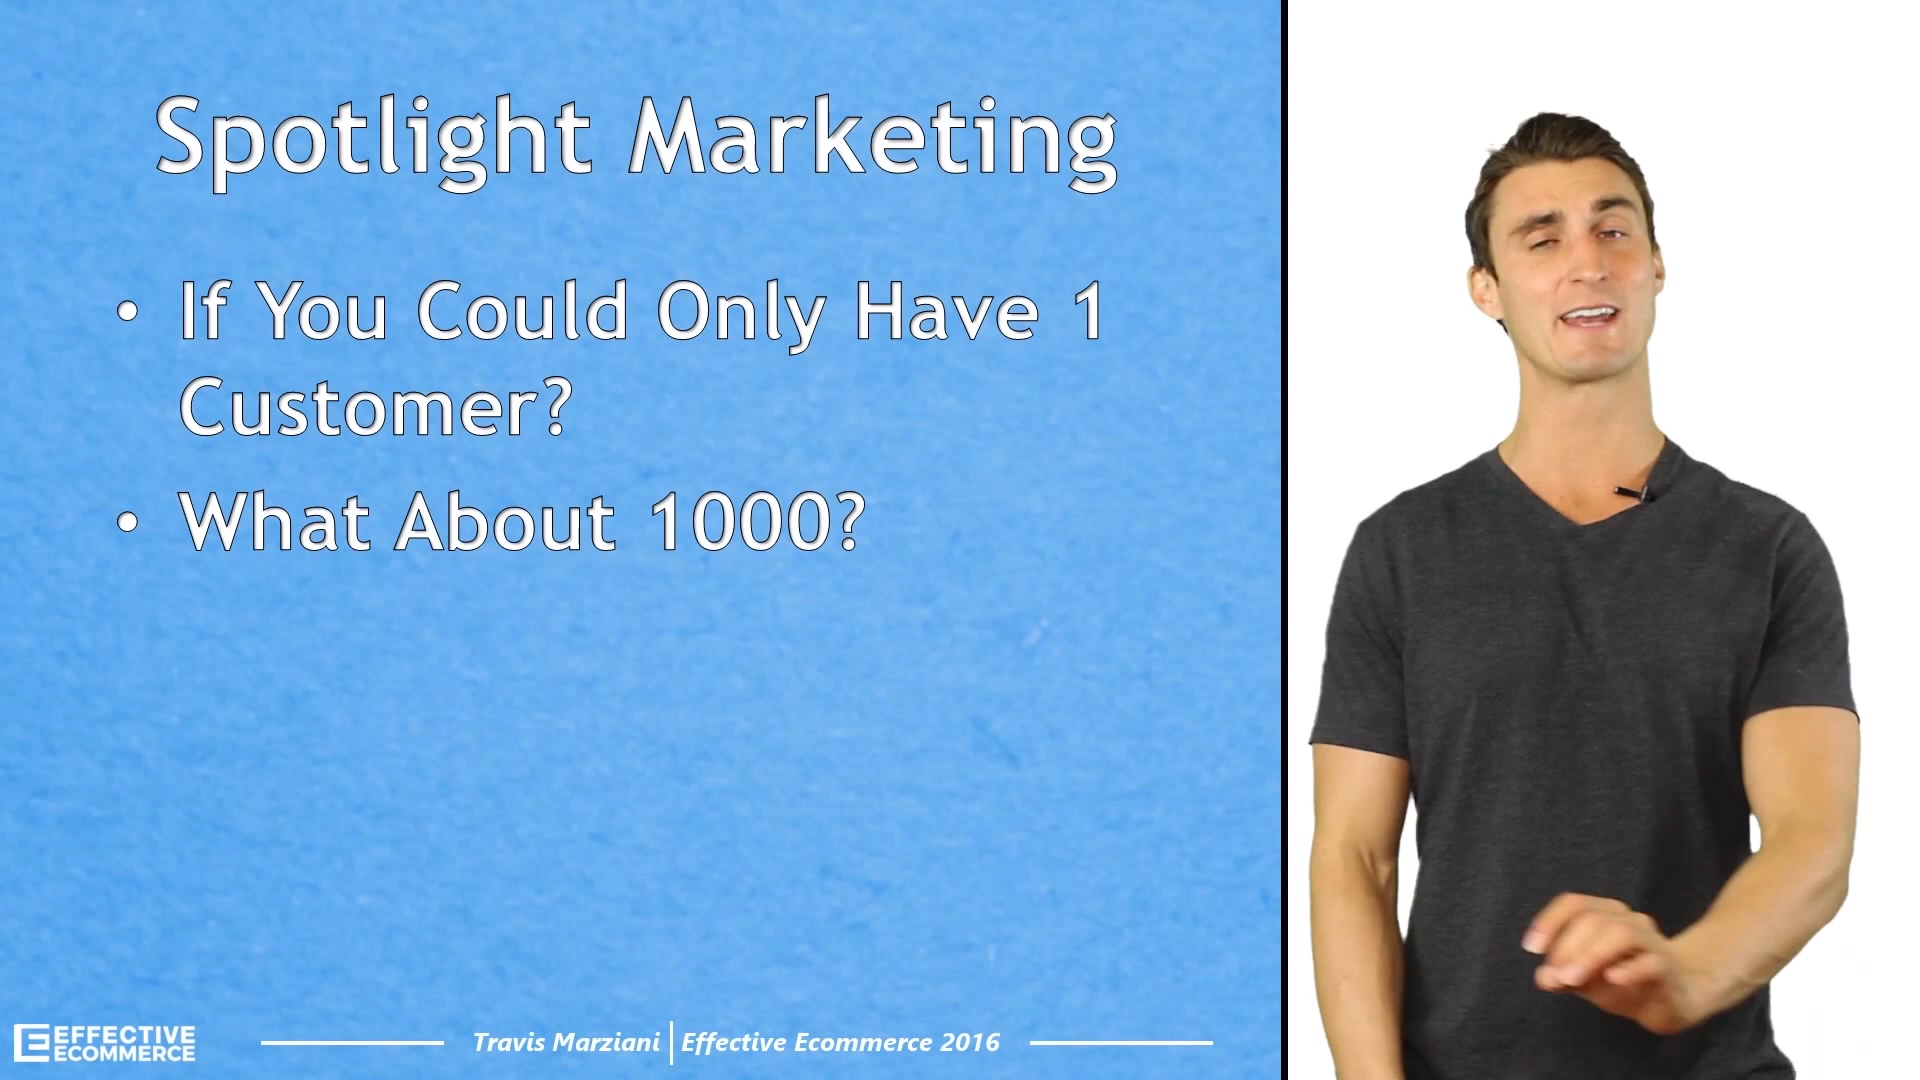 Spotlight Marketing
• If You Could Only Have 1
Customer?
• What About 1000?
EFFECTIVE
ECOMMERCE
Travis Marziani | Effective Ecommerce 2016